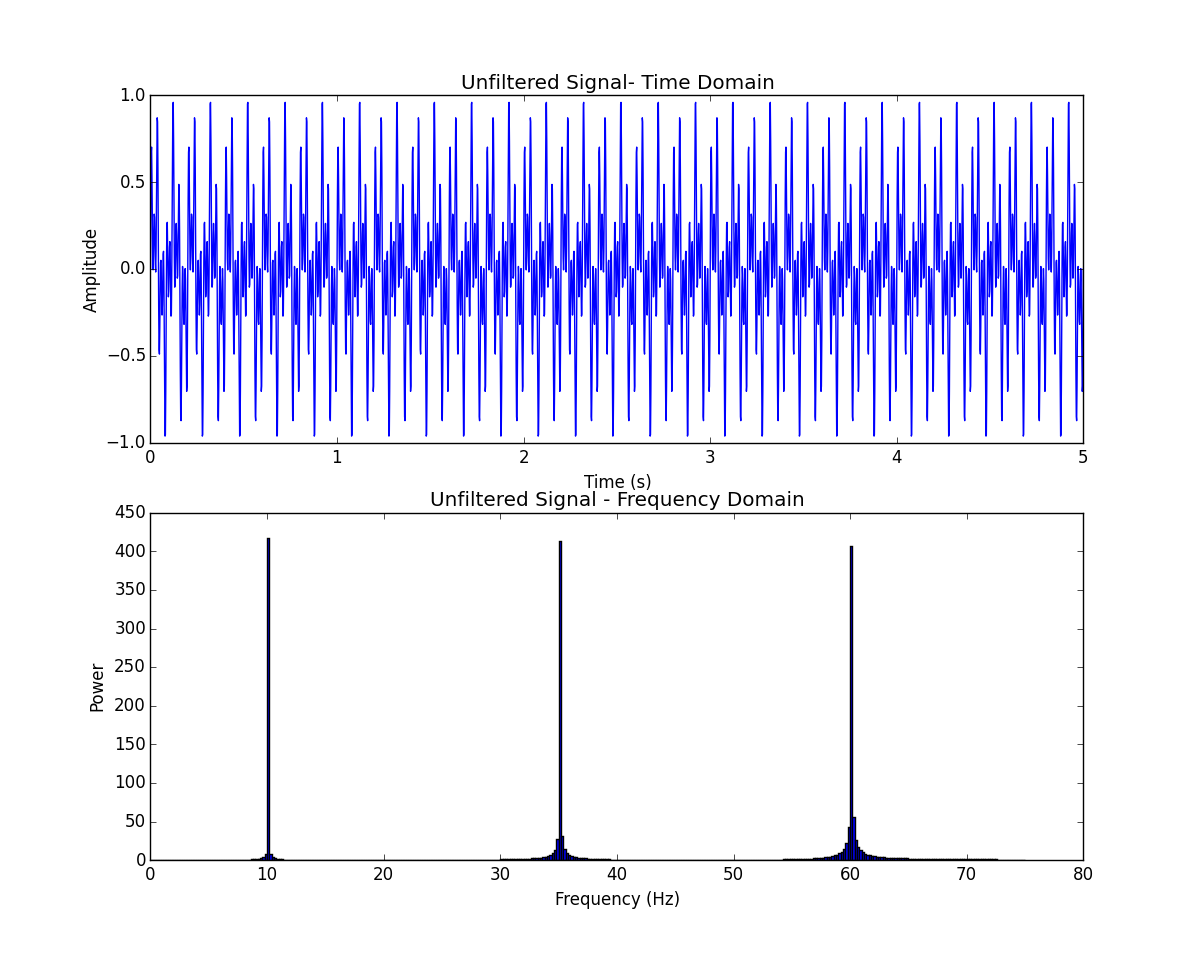 Unfiltered Signal- Time Domain
1.0
0.5
0.0
−0.5
−1.0
Amplitude
0 1 2 3 4 5
Time (s)
Unfiltered Signal - Frequency Domain
450
400
350
300
250
200
150
100
50
0
Power
0 10 20 30 40 50 60 70 80
Frequency (Hz)